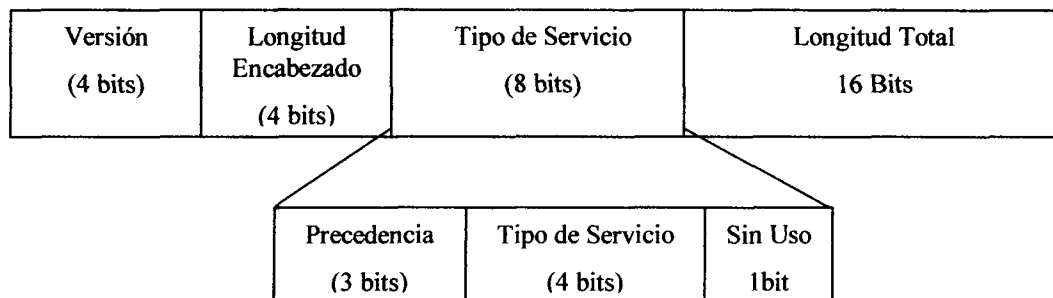 Versión
(4 bits)
Longitud
Encabezado
(4 bits)
Tipo de Servicio
(8 bits)
Longitud Total
16 Bits
Precedencia
(3 bits)
Tipo de Servicio
(4 bits)
Sin Uso
1bit